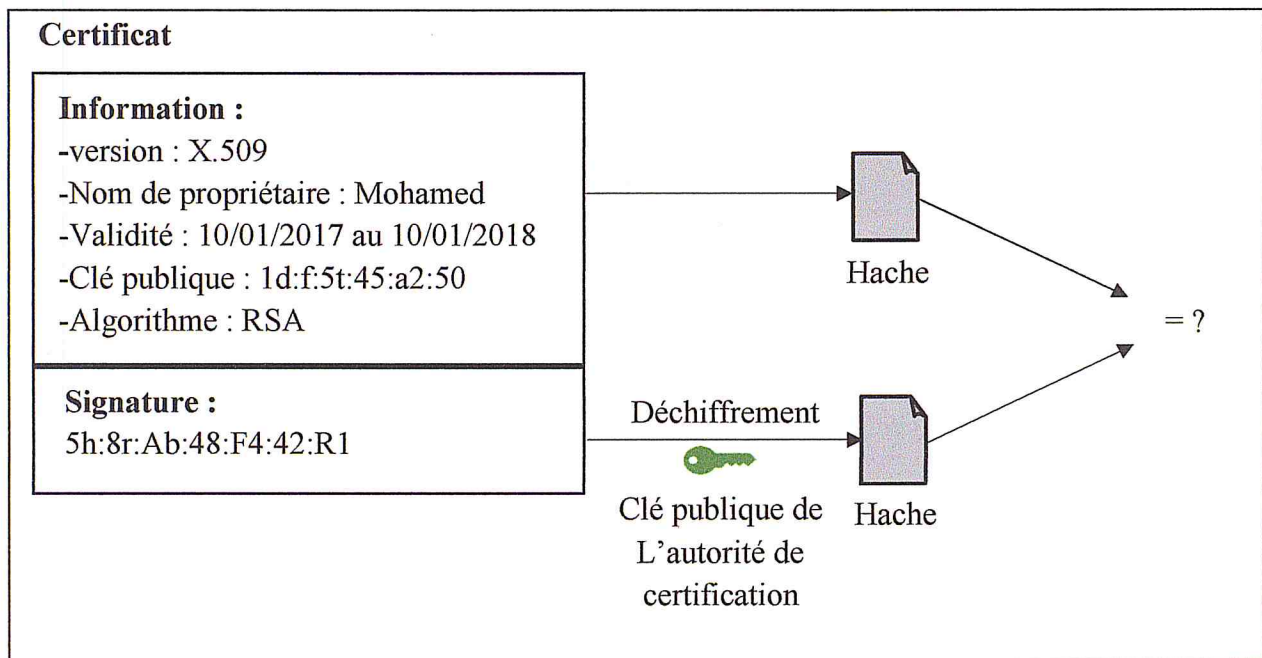 Certificat
Information :
-version : X.509
-Nom de propriétaire : Mohamed
-Validité : 10/01/2017 au 10/01/2018
-Clé publique : 1d:f:5t:45:a2:50
-Algorithme : RSA
Hache
= ?
Signature :
5h:8r:Ab:48:F4:42:R1
Déchiffrement
Clé publique de
L’autorité de
certification
Hache